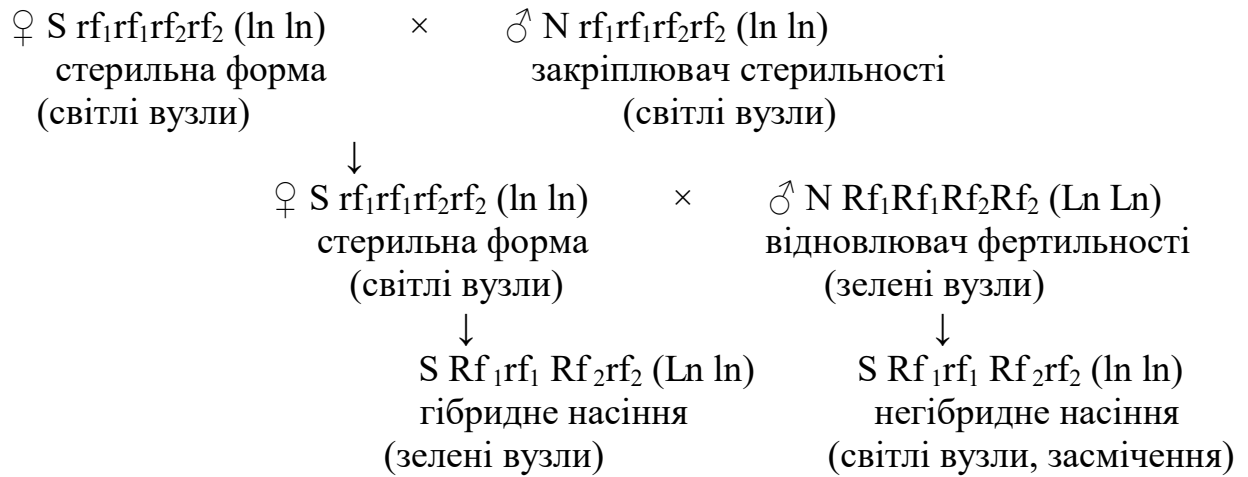 ♀ S rf₁rf₁rf₂rf₂ (ln ln) × ♂ N rf₁rf₁rf₂rf₂ (ln ln)
стерильна форма закріплювач стерильності
(світлі вузли) (світлі вузли)
↓
♀ S rf₁rf₁rf₂rf₂ (ln ln) × ♂ N Rf₁Rf₁Rf₂Rf₂ (Ln Ln)
стерильна форма відновлювач фертильності
(світлі вузли) (зелені вузли)
↓ ↓
S Rf₁rf₁ Rf₂rf₂ (Ln ln) S Rf₁rf₁ Rf₂rf₂ (ln ln)
гібридне насіння негібридне насіння
(зелені вузли) (світлі вузли, засмічення)